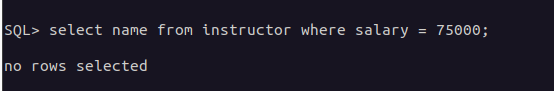 SQL> select name from instructor where salary = 75000;
no rows selected